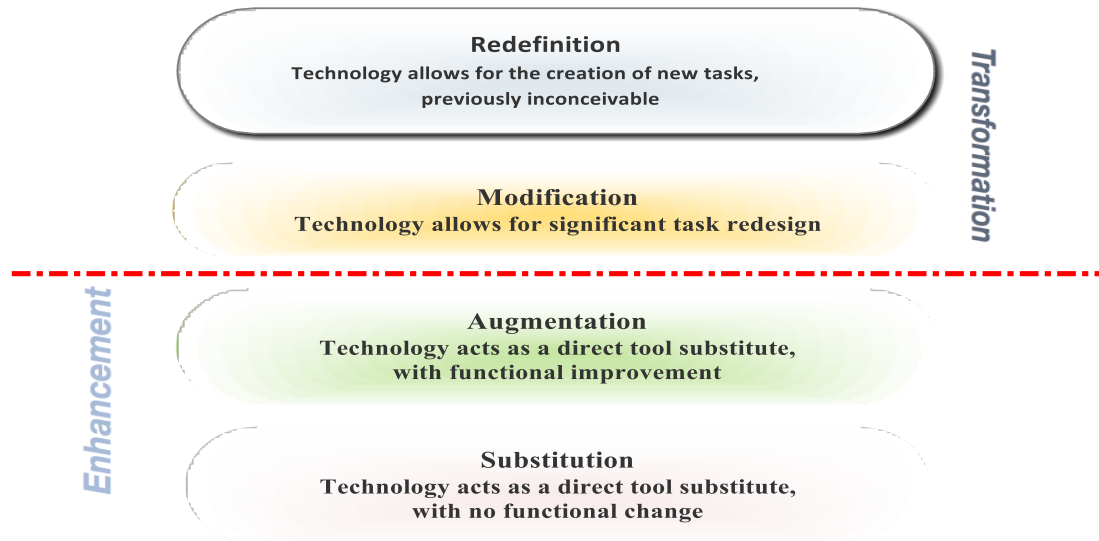 Redefinition
Technology allows for the creation of new tasks,
previously inconceivable
Transformation
Modification
Technology allows for significant task redesign
Enhancement
Augmentation
Technology acts as a direct tool substitute,
with functional improvement
Substitution
Technology acts as a direct tool substitute,
with no functional change